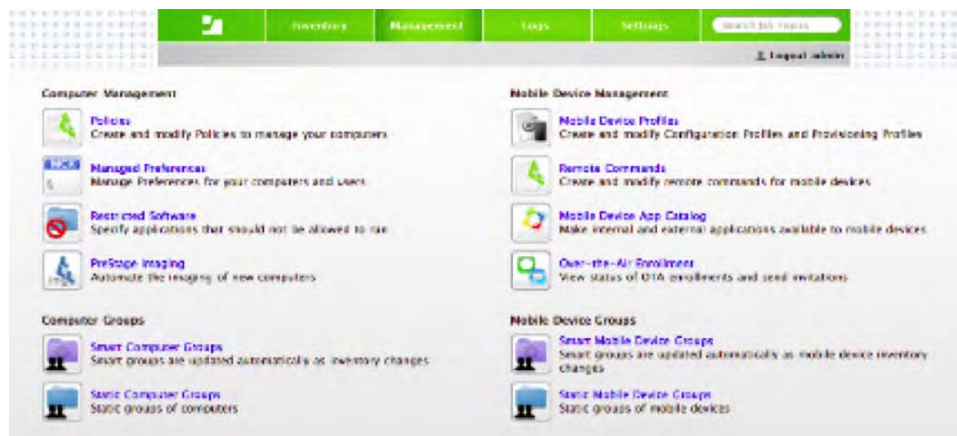 Inventory
Management
Logs
Settings
Logout admin
Computer Management
Policies
Create and modify Policies to manage your computers
Managed Preferences
Manage Preferences for your computers and users
Restricted Software
Specify applications that should not be allowed to run
PreStage Imaging
Automate the imaging of new computers
Computer Groups
Smart Computer Groups
Smart groups are updated automatically as inventory changes
Static Computer Groups
Static groups of computers
Mobile Device Management
Mobile Device Profiles
Create and modify Configuration Profiles and Provisioning Profiles
Remote Commands
Create and modify remote commands for mobile devices
Mobile Device App Catalog
Make internal and external applications available to mobile devices
Over-the-Air Enrollment
View status of OTA enrollments and send invitations
Mobile Device Groups
Smart Mobile Device Groups
Smart groups are updated automatically as mobile device inventory
changes
Static Mobile Device Groups
Static groups of mobile devices